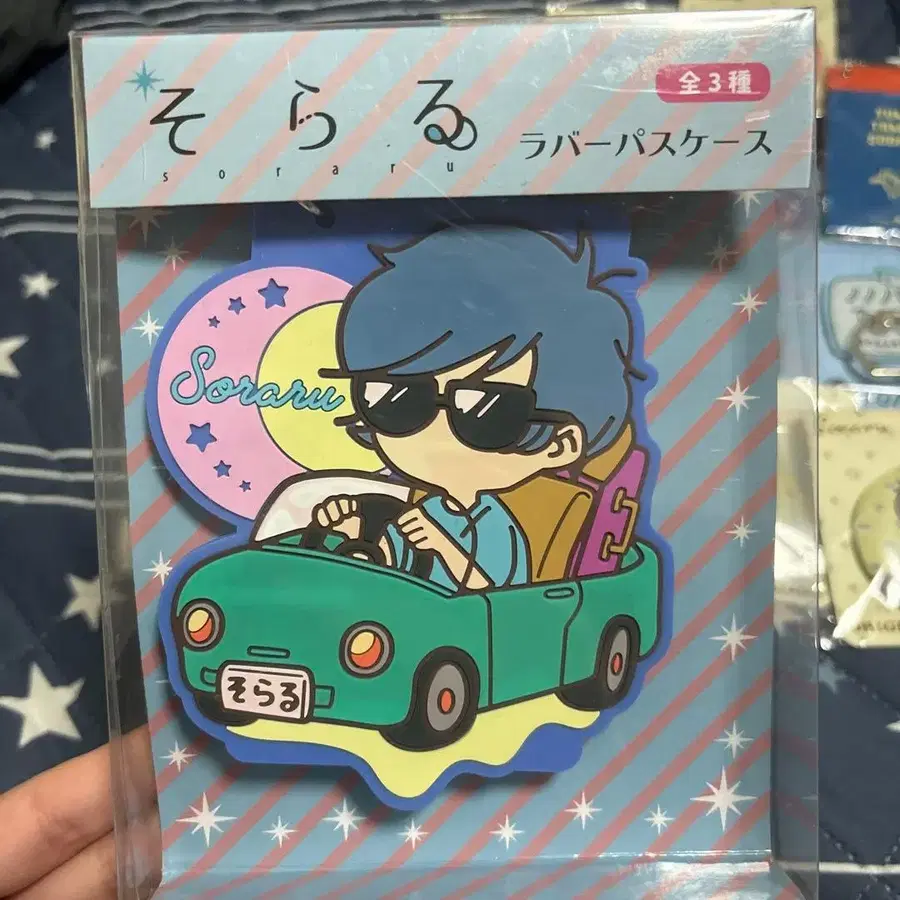 そらる
soraru
全3種
ラバーパスケース
Soraru
そらる